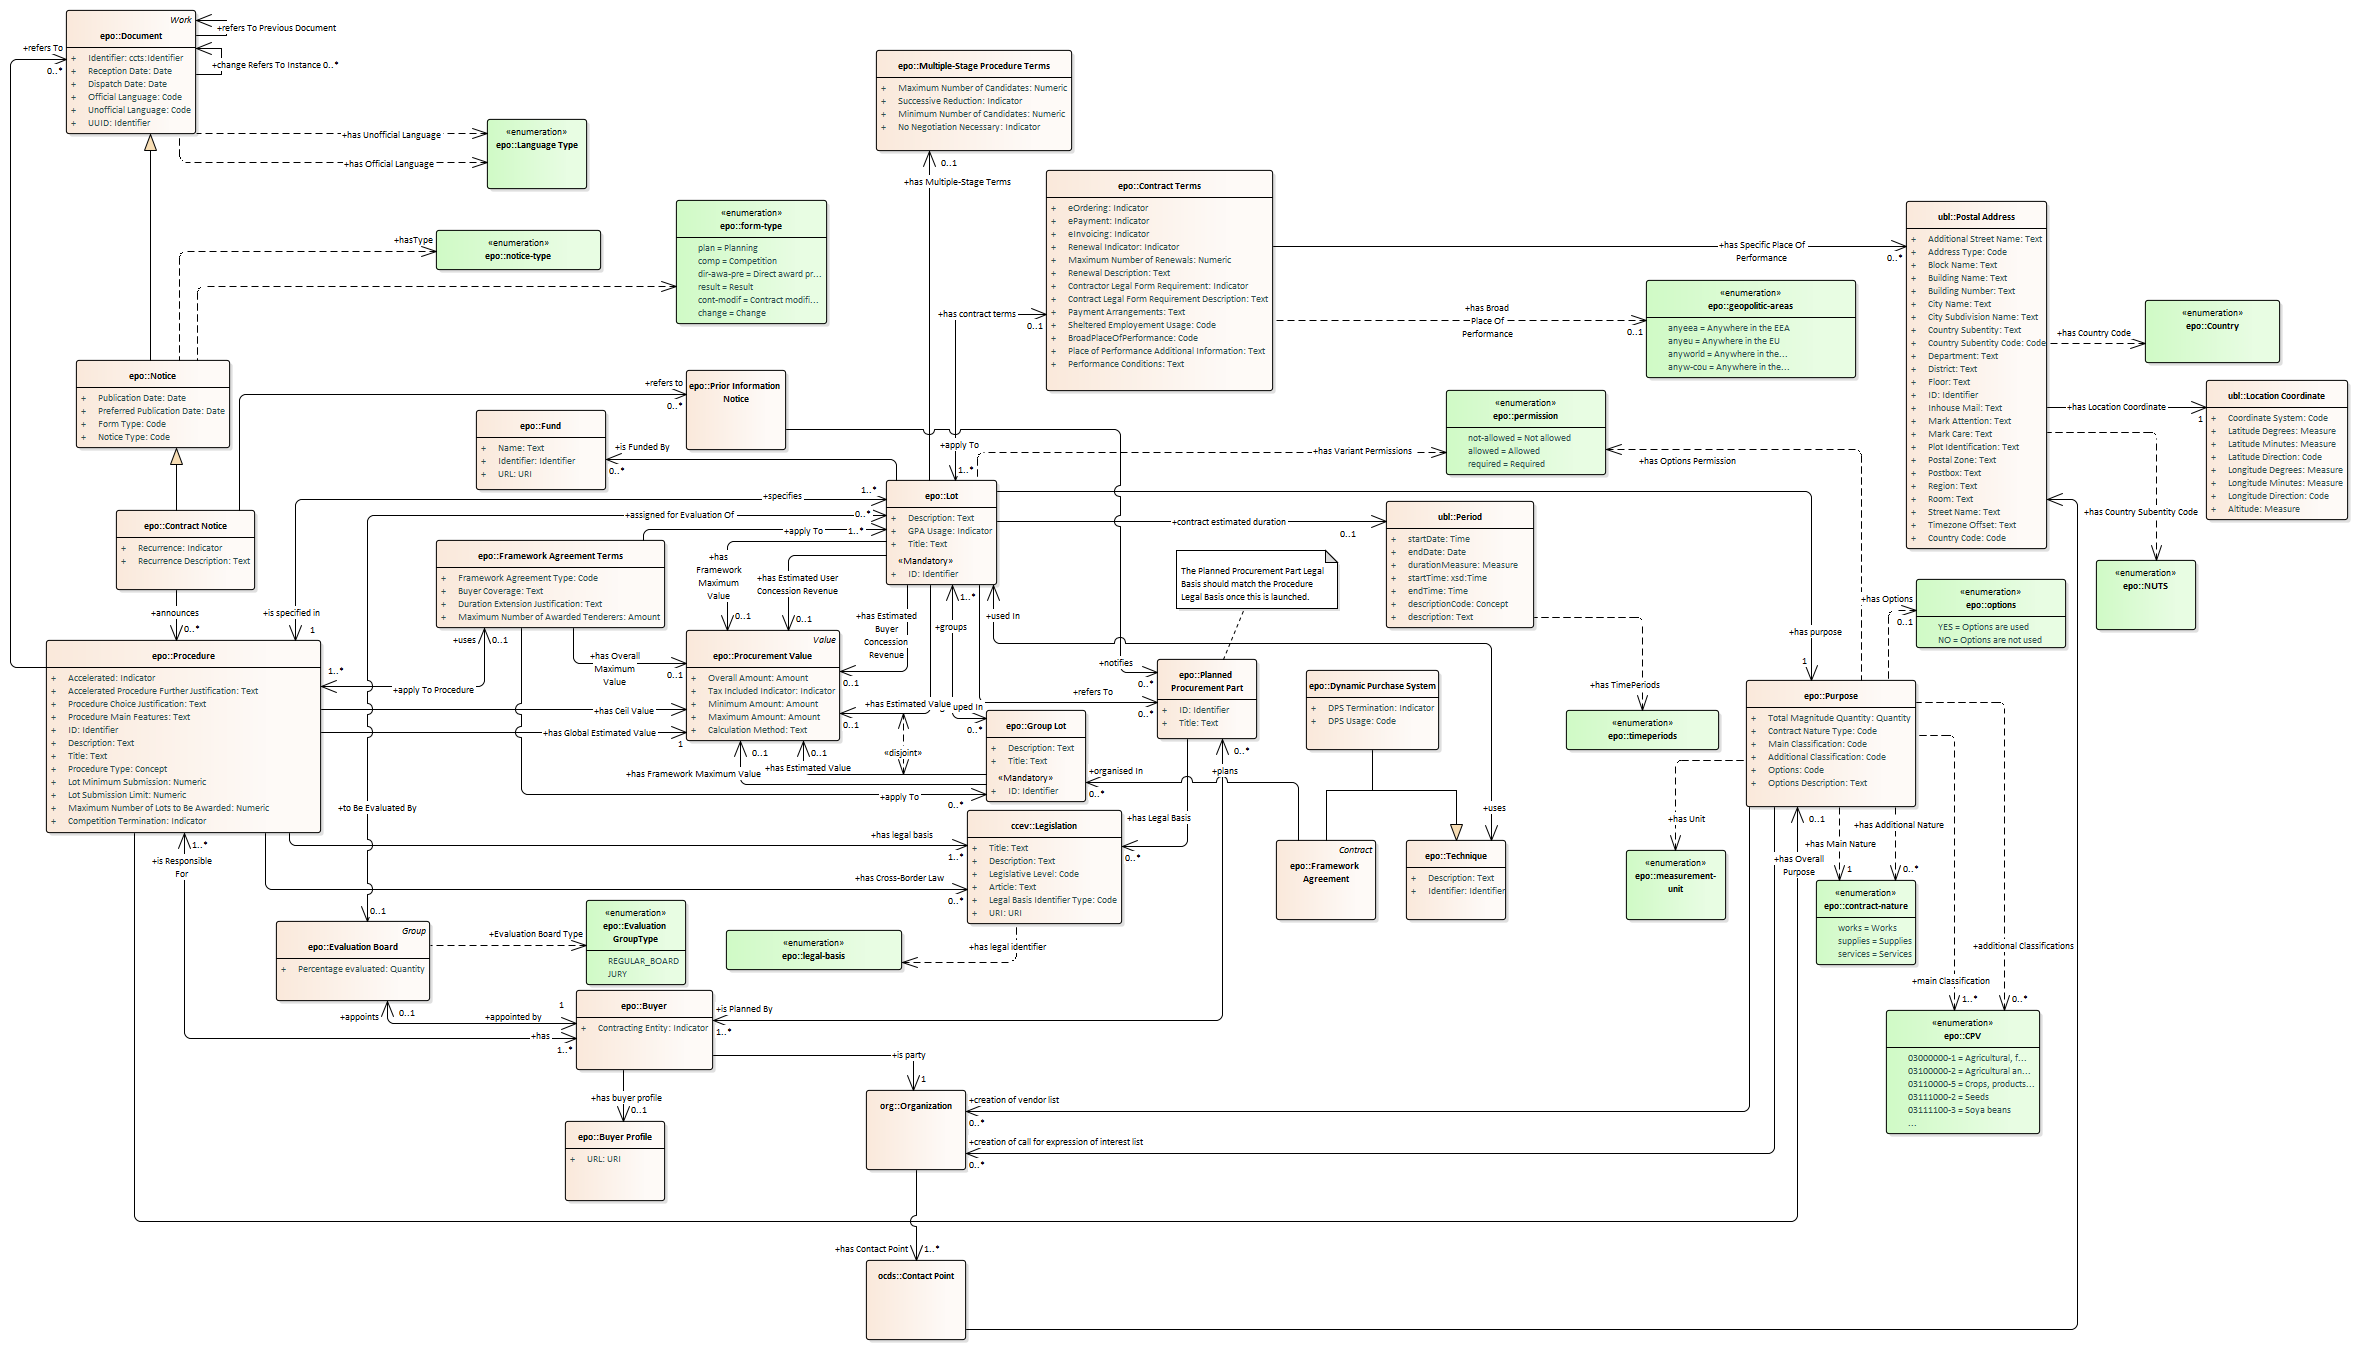 Work
epo::Document
+ Identifier: ccts:Identifier
+ Reception Date: Date
+ Dispatch Date: Date
+ Official Language: Code
+ Unofficial Language: Code
+ UUID: Identifier
+refers To Previous Document
+change Refers To Instance 0..*
+refers To
0..*
+has Unofficial Language
+has Official Language
«enumeration»
epo::Language Type
+hasType
«enumeration»
epo::notice-type
«enumeration»
epo::form-type
plan = Planning
comp = Competition
dir-awa-pre = Direct award pr...
result = Result
cont-modif = Contract modifi...
change = Change
epo::Multiple-Stage Procedure Terms
+ Maximum Number of Candidates: Numeric
+ Successive Reduction: Indicator
+ Minimum Number of Candidates: Numeric
+ No Negotiation Necessary: Indicator
0..1
+has Multiple-Stage Terms
epo::Contract Terms
+ eOrdering: Indicator
+ ePayment: Indicator
+ eInvoicing: Indicator
+ Renewal Indicator: Indicator
+ Maximum Number of Renewals: Numeric
+ Renewal Description: Text
+ Contractor Legal Form Requirement: Indicator
+ Contract Legal Form Requirement Description: Text
+ Payment Arrangements: Text
+ Sheltered Employement Usage: Code
+ BroadPlaceOfPerformance: Code
+ Place of Performance Additional Information: Text
+ Performance Conditions: Text
+has contract terms
0..1
+has Specific Place Of
Performance
0..*
+has Broad
Place Of
Performance
0..1
«enumeration»
epo::geopolitic-areas
anyeea = Anywhere in the EEA
anyeu = Anywhere in the EU
anyworld = Anywhere in the...
anyw-cou = Anywhere in the...
ubl::Postal Address
+ Additional Street Name: Text
+ Address Type: Code
+ Block Name: Text
+ Building Name: Text
+ Building Number: Text
+ City Name: Text
+ City Subdivision Name: Text
+ Country Subentity: Text
+ Country Subentity Code: Code
+ Department: Text
+ District: Text
+ Floor: Text
+ ID: Identifier
+ Inhouse Mail: Text
+ Mark Attention: Text
+ Mark Care: Text
+ Plot Identification: Text
+ Postal Zone: Text
+ Postbox: Text
+ Region: Text
+ Room: Text
+ Street Name: Text
+ Timezone Offset: Text
+ Country Code: Code
+has Country Code
«enumeration»
epo::Country
+has Location Coordinate
1
ubl::Location Coordinate
+ Coordinate System: Code
+ Latitude Degrees: Measure
+ Latitude Minutes: Measure
+ Latitude Direction: Code
+ Longitude Degrees: Measure
+ Longitude Minutes: Measure
+ Longitude Direction: Code
+ Altitude: Measure
+has Country Subentity Code
«enumeration»
epo::NUTS
epo::Notice
+ Publication Date: Date
+ Preferred Publication Date: Date
+ Form Type: Code
+ Notice Type: Code
epo::Prior Information
Notice
+refers to
0..*
epo::Fund
+ Name: Text
+ Identifier: Identifier
+ URL: URI
+is Funded By
0..*
+apply To
1..*
+has Variant Permissions
«enumeration»
epo::permission
not-allowed = Not allowed
allowed = Allowed
required = Required
+has Options Permission
epo::Contract Notice
+ Recurrence: Indicator
+ Recurrence Description: Text
+announces
0..*
+is specified in
1
+specifies
1..*
+assigned for Evaluation Of
0..*
+apply To
1..*
epo::Lot
+ Description: Text
+ GPA Usage: Indicator
+ Title: Text
«Mandatory»
+ ID: Identifier
+contract estimated duration
0..1
ubl::Period
+ startDate: Time
+ endDate: Date
+ durationMeasure: Measure
+ startTime: xsd:Time
+ endTime: Time
+ descriptionCode: Concept
+ description: Text
The Planned Procurement Part Legal
Basis should match the Procedure
Legal Basis once this is launched.
epo::Framework Agreement Terms
+ Framework Agreement Type: Code
+ Buyer Coverage: Text
+ Duration Extension Justification: Text
+ Maximum Number of Awarded Tenderers: Amount
+has
Framework
Maximum
Value
0..1
+has Estimated User
Concession Revenue
0..1
+has Estimated
Buyer
Concession
Revenue
0..1
+groups
1..*
+used In
+has purpose
1
+has Options
0..1
«enumeration»
epo::options
YES = Options are used
NO = Options are not used
+uses
0..1
+apply To Procedure
1..*
+has Overall
Maximum
Value
0..1
epo::Procedure
+ Accelerated: Indicator
+ Accelerated Procedure Further Justification: Text
+ Procedure Choice Justification: Text
+ Procedure Main Features: Text
+ ID: Identifier
+ Description: Text
+ Title: Text
+ Procedure Type: Concept
+ Lot Minimum Submission: Numeric
+ Lot Submission Limit: Numeric
+ Maximum Number of Lots to Be Awarded: Numeric
+ Competition Termination: Indicator
+has Ceil Value
+has Global Estimated Value
1
Value
epo::Procurement Value
+ Overall Amount: Amount
+ Tax Included Indicator: Indicator
+ Minimum Amount: Amount
+ Maximum Amount: Amount
+ Calculation Method: Text
+has Estimated Value
0..1
uped In
0..*
«disjoint»
+has Framework Maximum Value
0..1
+has Estimated Value
0..1
+apply To
0..*
epo::Group Lot
+ Description: Text
+ Title: Text
«Mandatory»
+ ID: Identifier
+notifies
0..*
+refers To
0..*
epo::Planned
Procurement Part
+ ID: Identifier
+ Title: Text
+plans
0..*
+organised In
0..*
epo::Dynamic Purchase System
+ DPS Termination: Indicator
+ DPS Usage: Code
+has TimePeriods
«enumeration»
epo::timeperiods
epo::Purpose
+ Total Magnitude Quantity: Quantity
+ Contract Nature Type: Code
+ Main Classification: Code
+ Additional Classification: Code
+ Options: Code
+ Options Description: Text
+to Be Evaluated By
0..1
+has legal basis
1..*
+has Cross-Border Law
0..*
ccev::Legislation
+ Title: Text
+ Description: Text
+ Legislative Level: Code
+ Article: Text
+ Legal Basis Identifier Type: Code
+ URI: URI
+has Legal Basis
0..*
Contract
epo::Framework
Agreement
+uses
epo::Technique
+ Description: Text
+ Identifier: Identifier
+has Unit
«enumeration»
epo::measurement-
unit
+has Overall
Purpose
0..1
+has Main Nature
1
+has Additional Nature
0..*
«enumeration»
epo::contract-nature
works = Works
supplies = Supplies
services = Services
+additional Classifications
0..*
+main Classification
1..*
«enumeration»
epo::CPV
03000000-1 = Agricultural, f...
03100000-2 = Agricultural an...
03110000-5 = Crops, products...
03111000-2 = Seeds
03111100-3 = Soya beans
...
+is Responsible
For
1..*
Group
epo::Evaluation Board
+ Percentage evaluated: Quantity
+Evaluation Board Type
«enumeration»
epo::Evaluation
GroupType
REGULAR_BOARD
JURY
«enumeration»
epo::legal-basis
+has legal identifier
+appoints
0..1
+appointed by
1
+has
1..*
epo::Buyer
+ Contracting Entity: Indicator
+is Planned By
1..*
+is party
1
+has buyer profile
0..1
epo::Buyer Profile
+ URL: URI
org::Organization
+creation of vendor list
0..*
+creation of call for expression of interest list
0..*
+has Contact Point
1..*
ocds::Contact Point